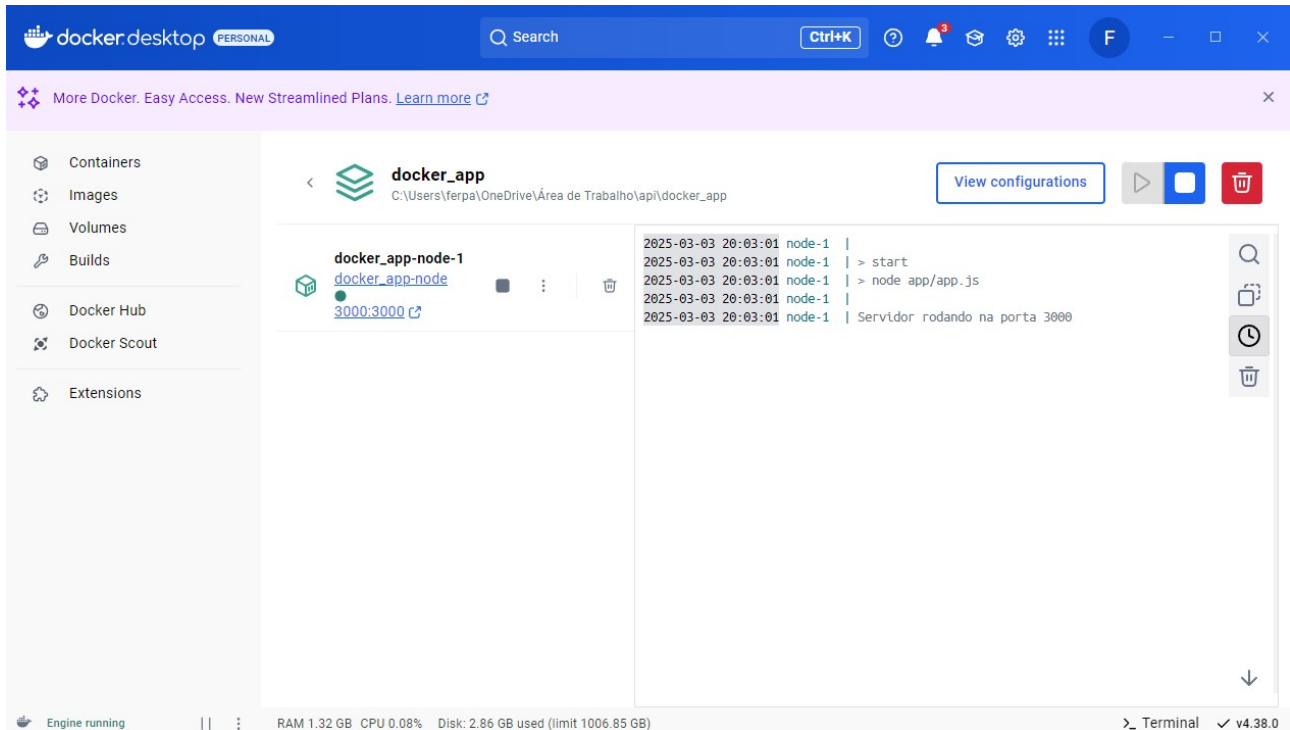 docker.desktop PERSONAL
Search
Ctrl+K
3
F
More Docker. Easy Access. New Streamlined Plans. Learn more
Containers
Images
Volumes
Builds
Docker Hub
Docker Scout
Extensions
docker_app
C:\Users\ferpa\OneDrive\Área de Trabalho\api\docker_app
View configurations
docker_app-node-1
docker_app-node
3000:3000
2025-03-03 20:03:01 node-1 |
2025-03-03 20:03:01 node-1 | > start
2025-03-03 20:03:01 node-1 | > node app/app.js
2025-03-03 20:03:01 node-1 |
2025-03-03 20:03:01 node-1 | Servidor rodando na porta 3000
Engine running
RAM 1.32 GB CPU 0.08% Disk: 2.86 GB used (limit 1006.85 GB)
>_ Terminal
v4.38.0